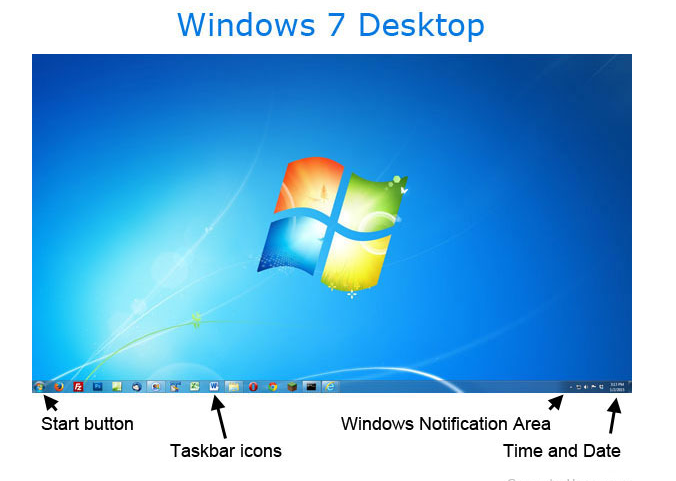 Windows 7 Desktop
Start button
Windows Notification Area
Taskbar icons
Time and Date